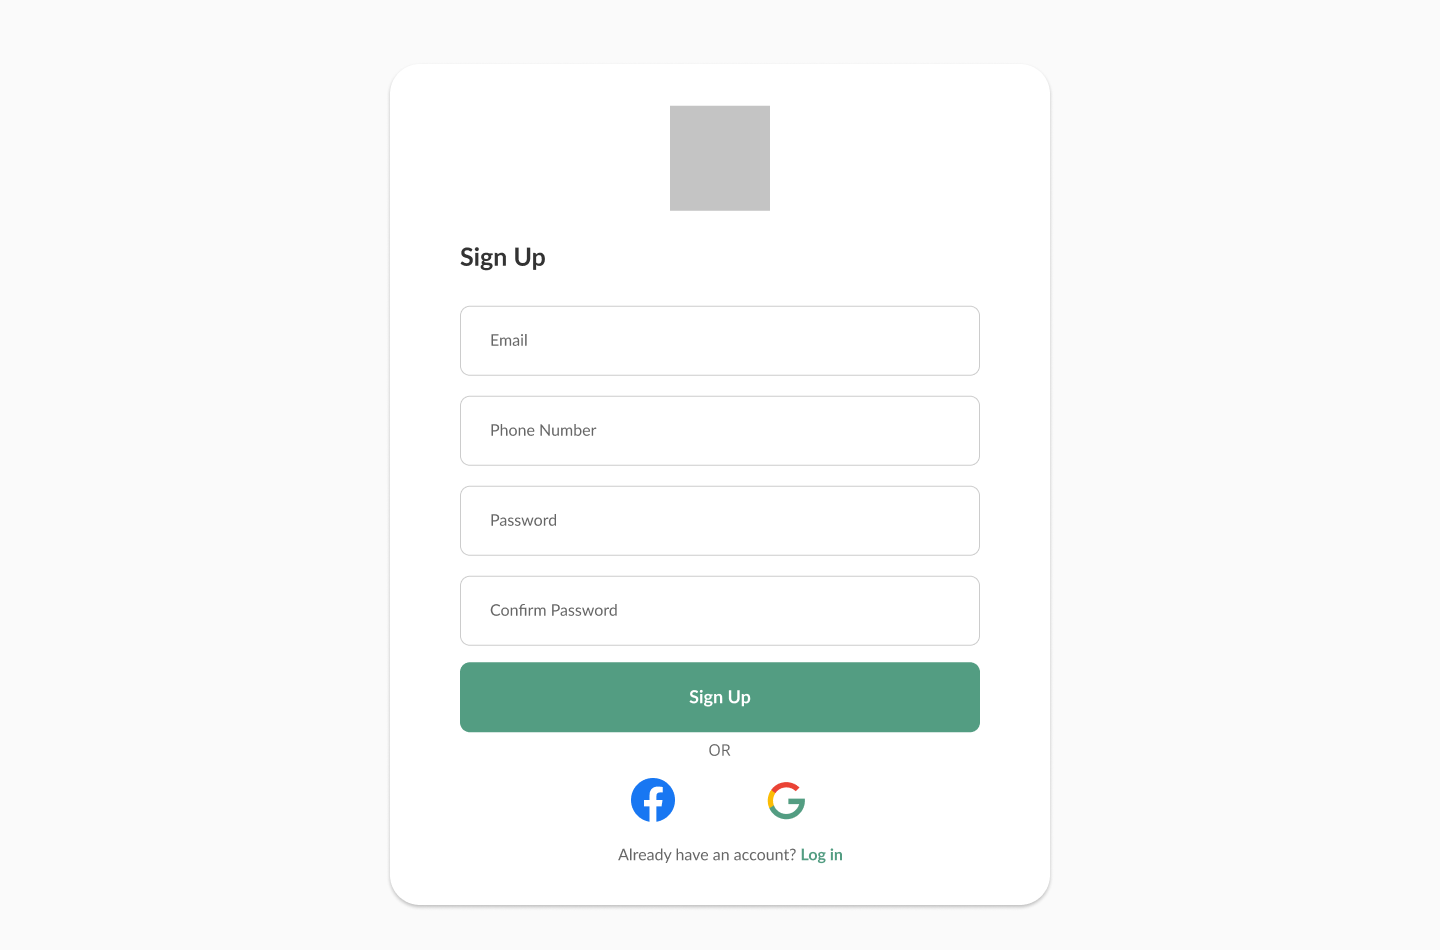 Sign Up
Email
Phone Number
Password
Confirm Password
Sign Up
OR
Already have an account? Log in